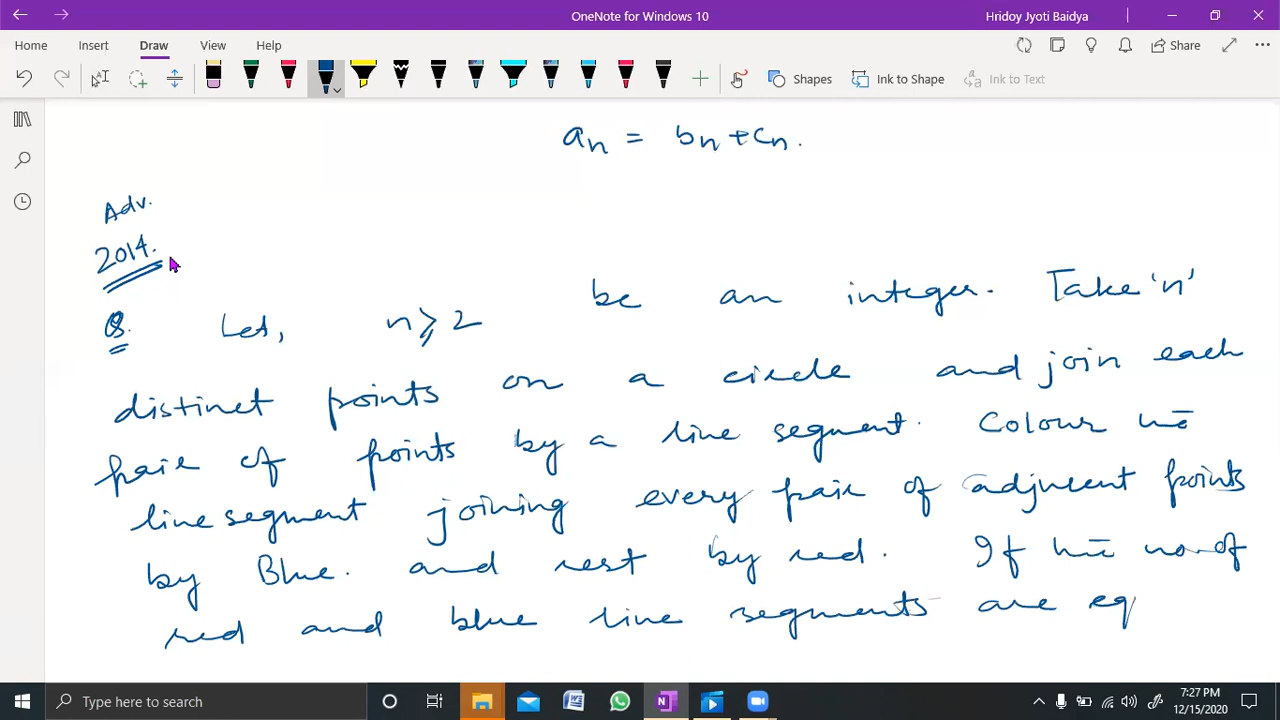 OneNote for Windows 10
Hridoy Jyoti Baidya
Home Insert Draw View Help Share
Shapes Ink to Shape Ink to Text
an = bn + cn.
Adv.
2014.
Q. Let, n ≥ 2 be an integer. Take 'n'
distinct points on a circle and join each
pair of points by a line segment. Colour the
line segment joining every pair of adjacent points
by Blue. and rest by red. If the no of
red and blue line segments are eq
Type here to search
7:27 PM
12/15/2020